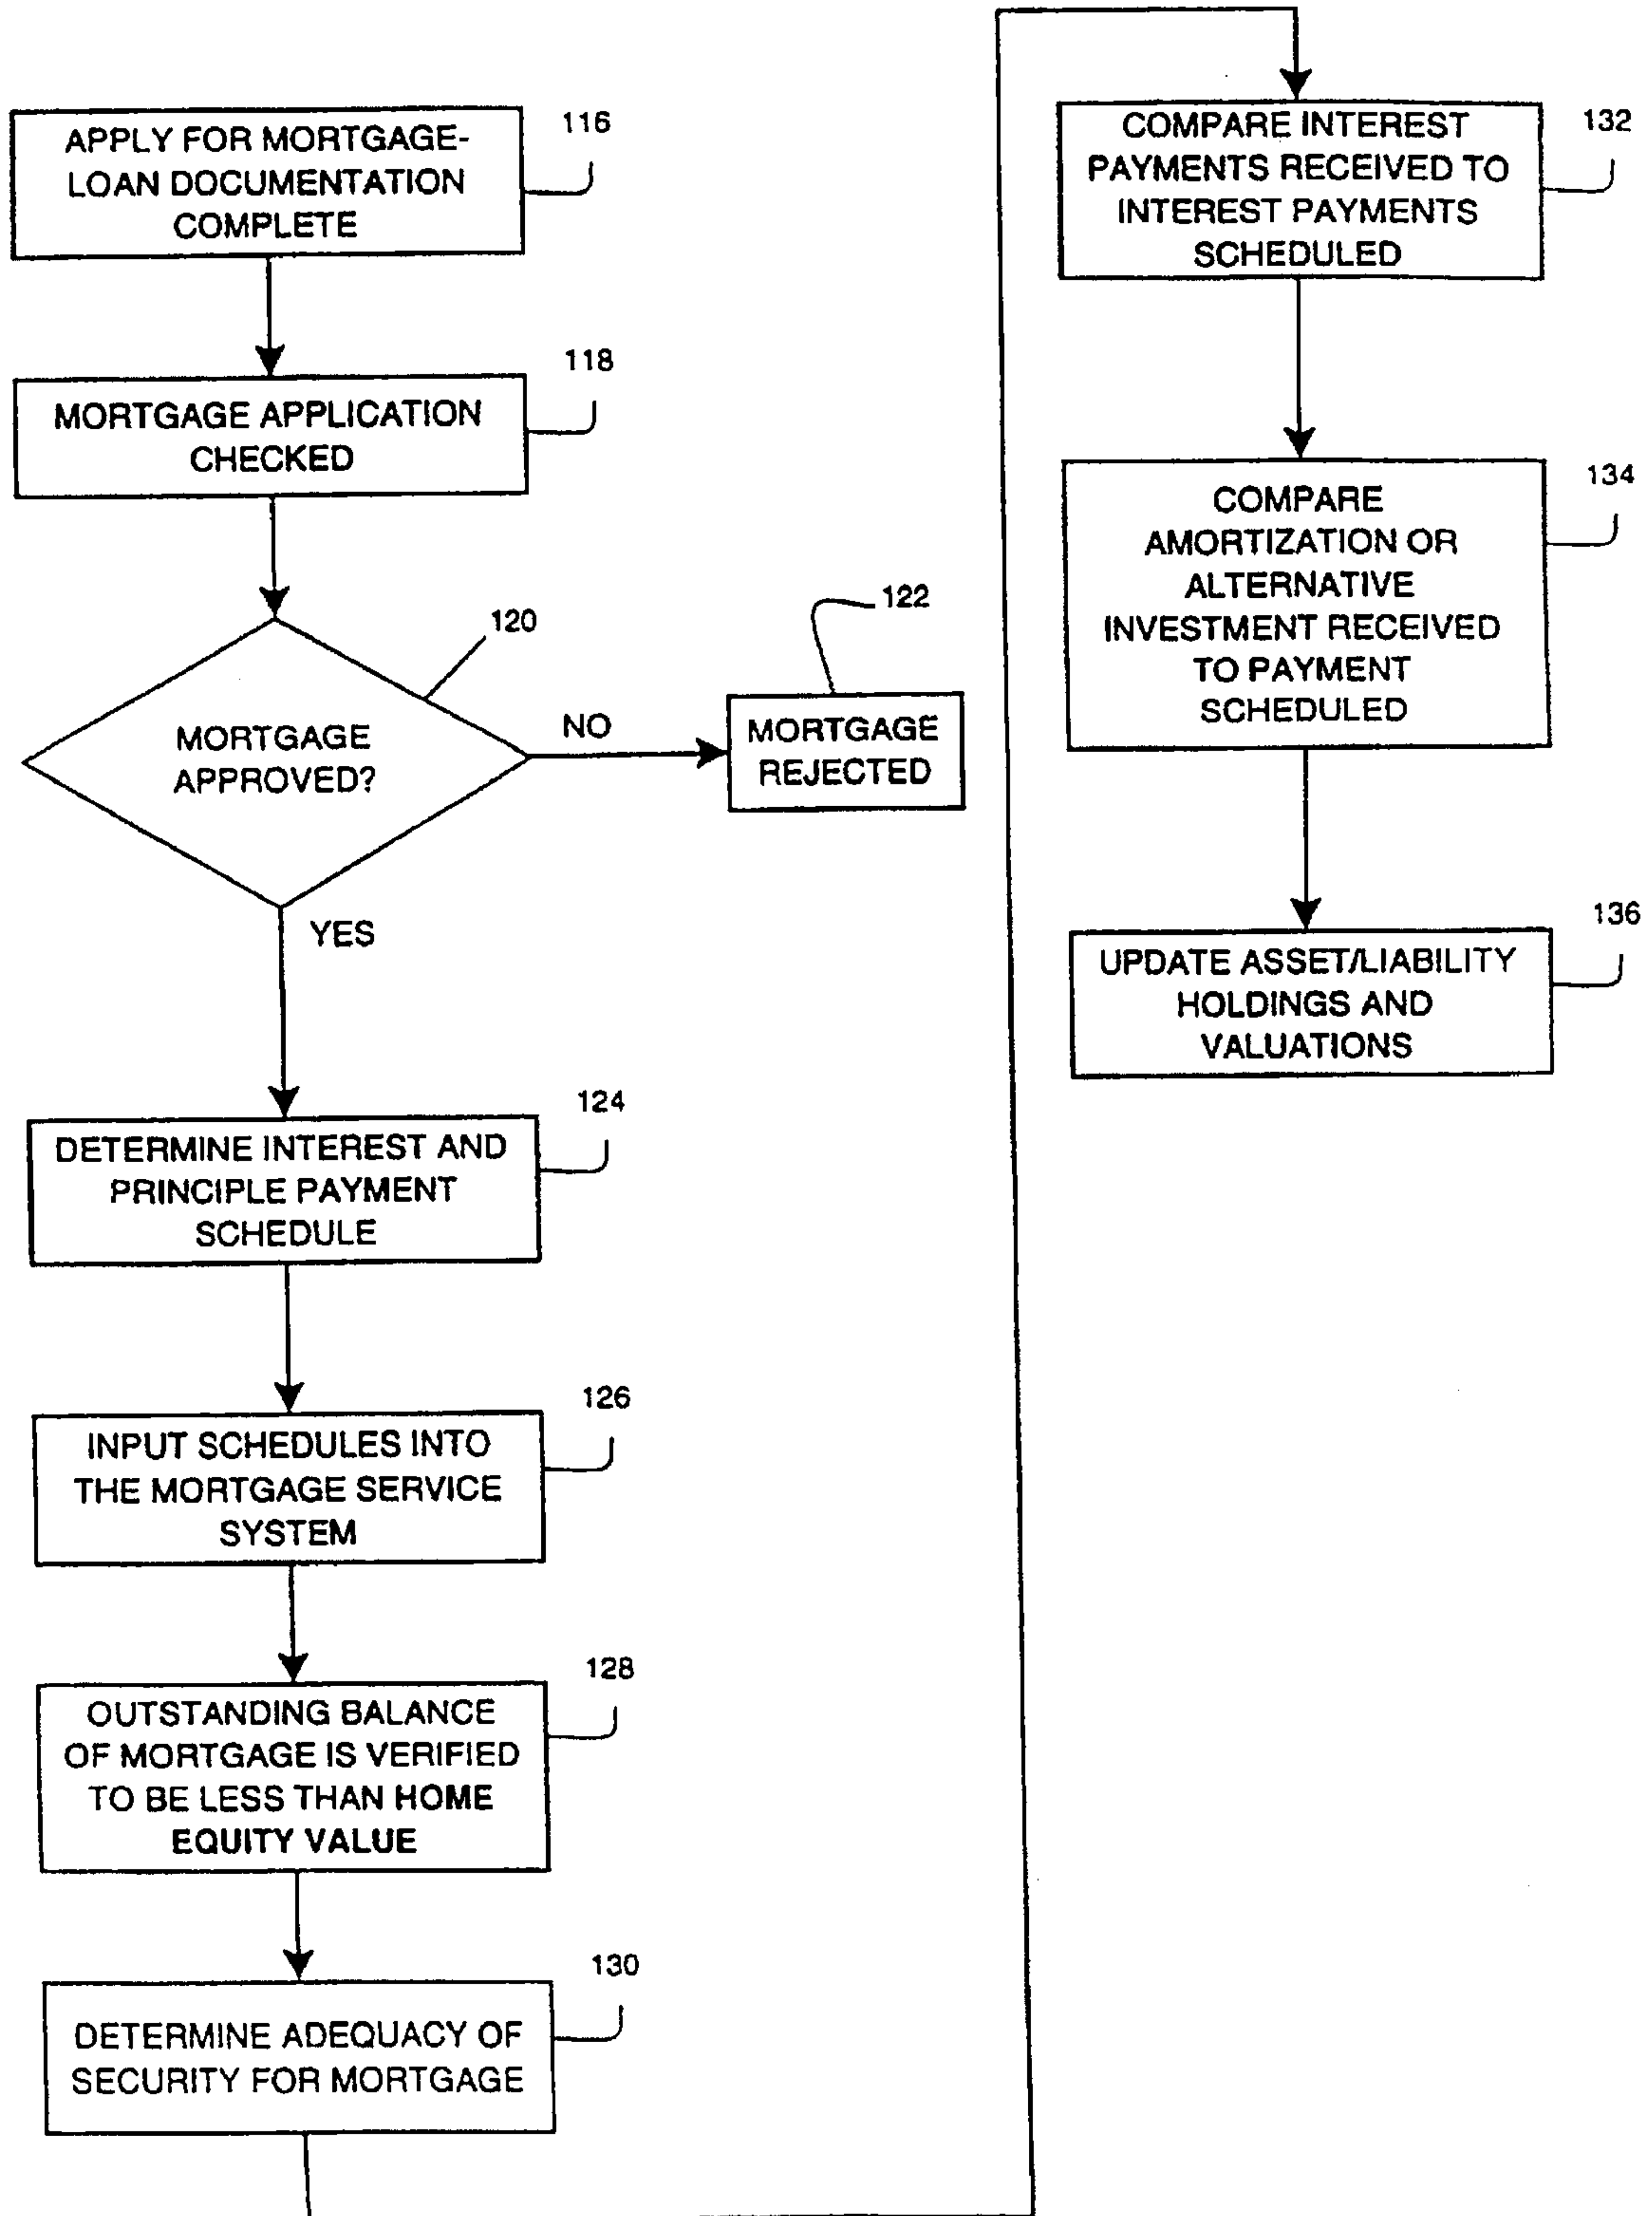 116
APPLY FOR MORTGAGE-
LOAN DOCUMENTATION
COMPLETE
118
MORTGAGE APPLICATION
CHECKED
120
MORTGAGE
APPROVED?
NO
122
MORTGAGE
REJECTED
YES
124
DETERMINE INTEREST AND
PRINCIPLE PAYMENT
SCHEDULE
126
INPUT SCHEDULES INTO
THE MORTGAGE SERVICE
SYSTEM
128
OUTSTANDING BALANCE
OF MORTGAGE IS VERIFIED
TO BE LESS THAN HOME
EQUITY VALUE
130
DETERMINE ADEQUACY OF
SECURITY FOR MORTGAGE
132
COMPARE INTEREST
PAYMENTS RECEIVED TO
INTEREST PAYMENTS
SCHEDULED
134
COMPARE
AMORTIZATION OR
ALTERNATIVE
INVESTMENT RECEIVED
TO PAYMENT
SCHEDULED
136
UPDATE ASSET/LIABILITY
HOLDINGS AND
VALUATIONS